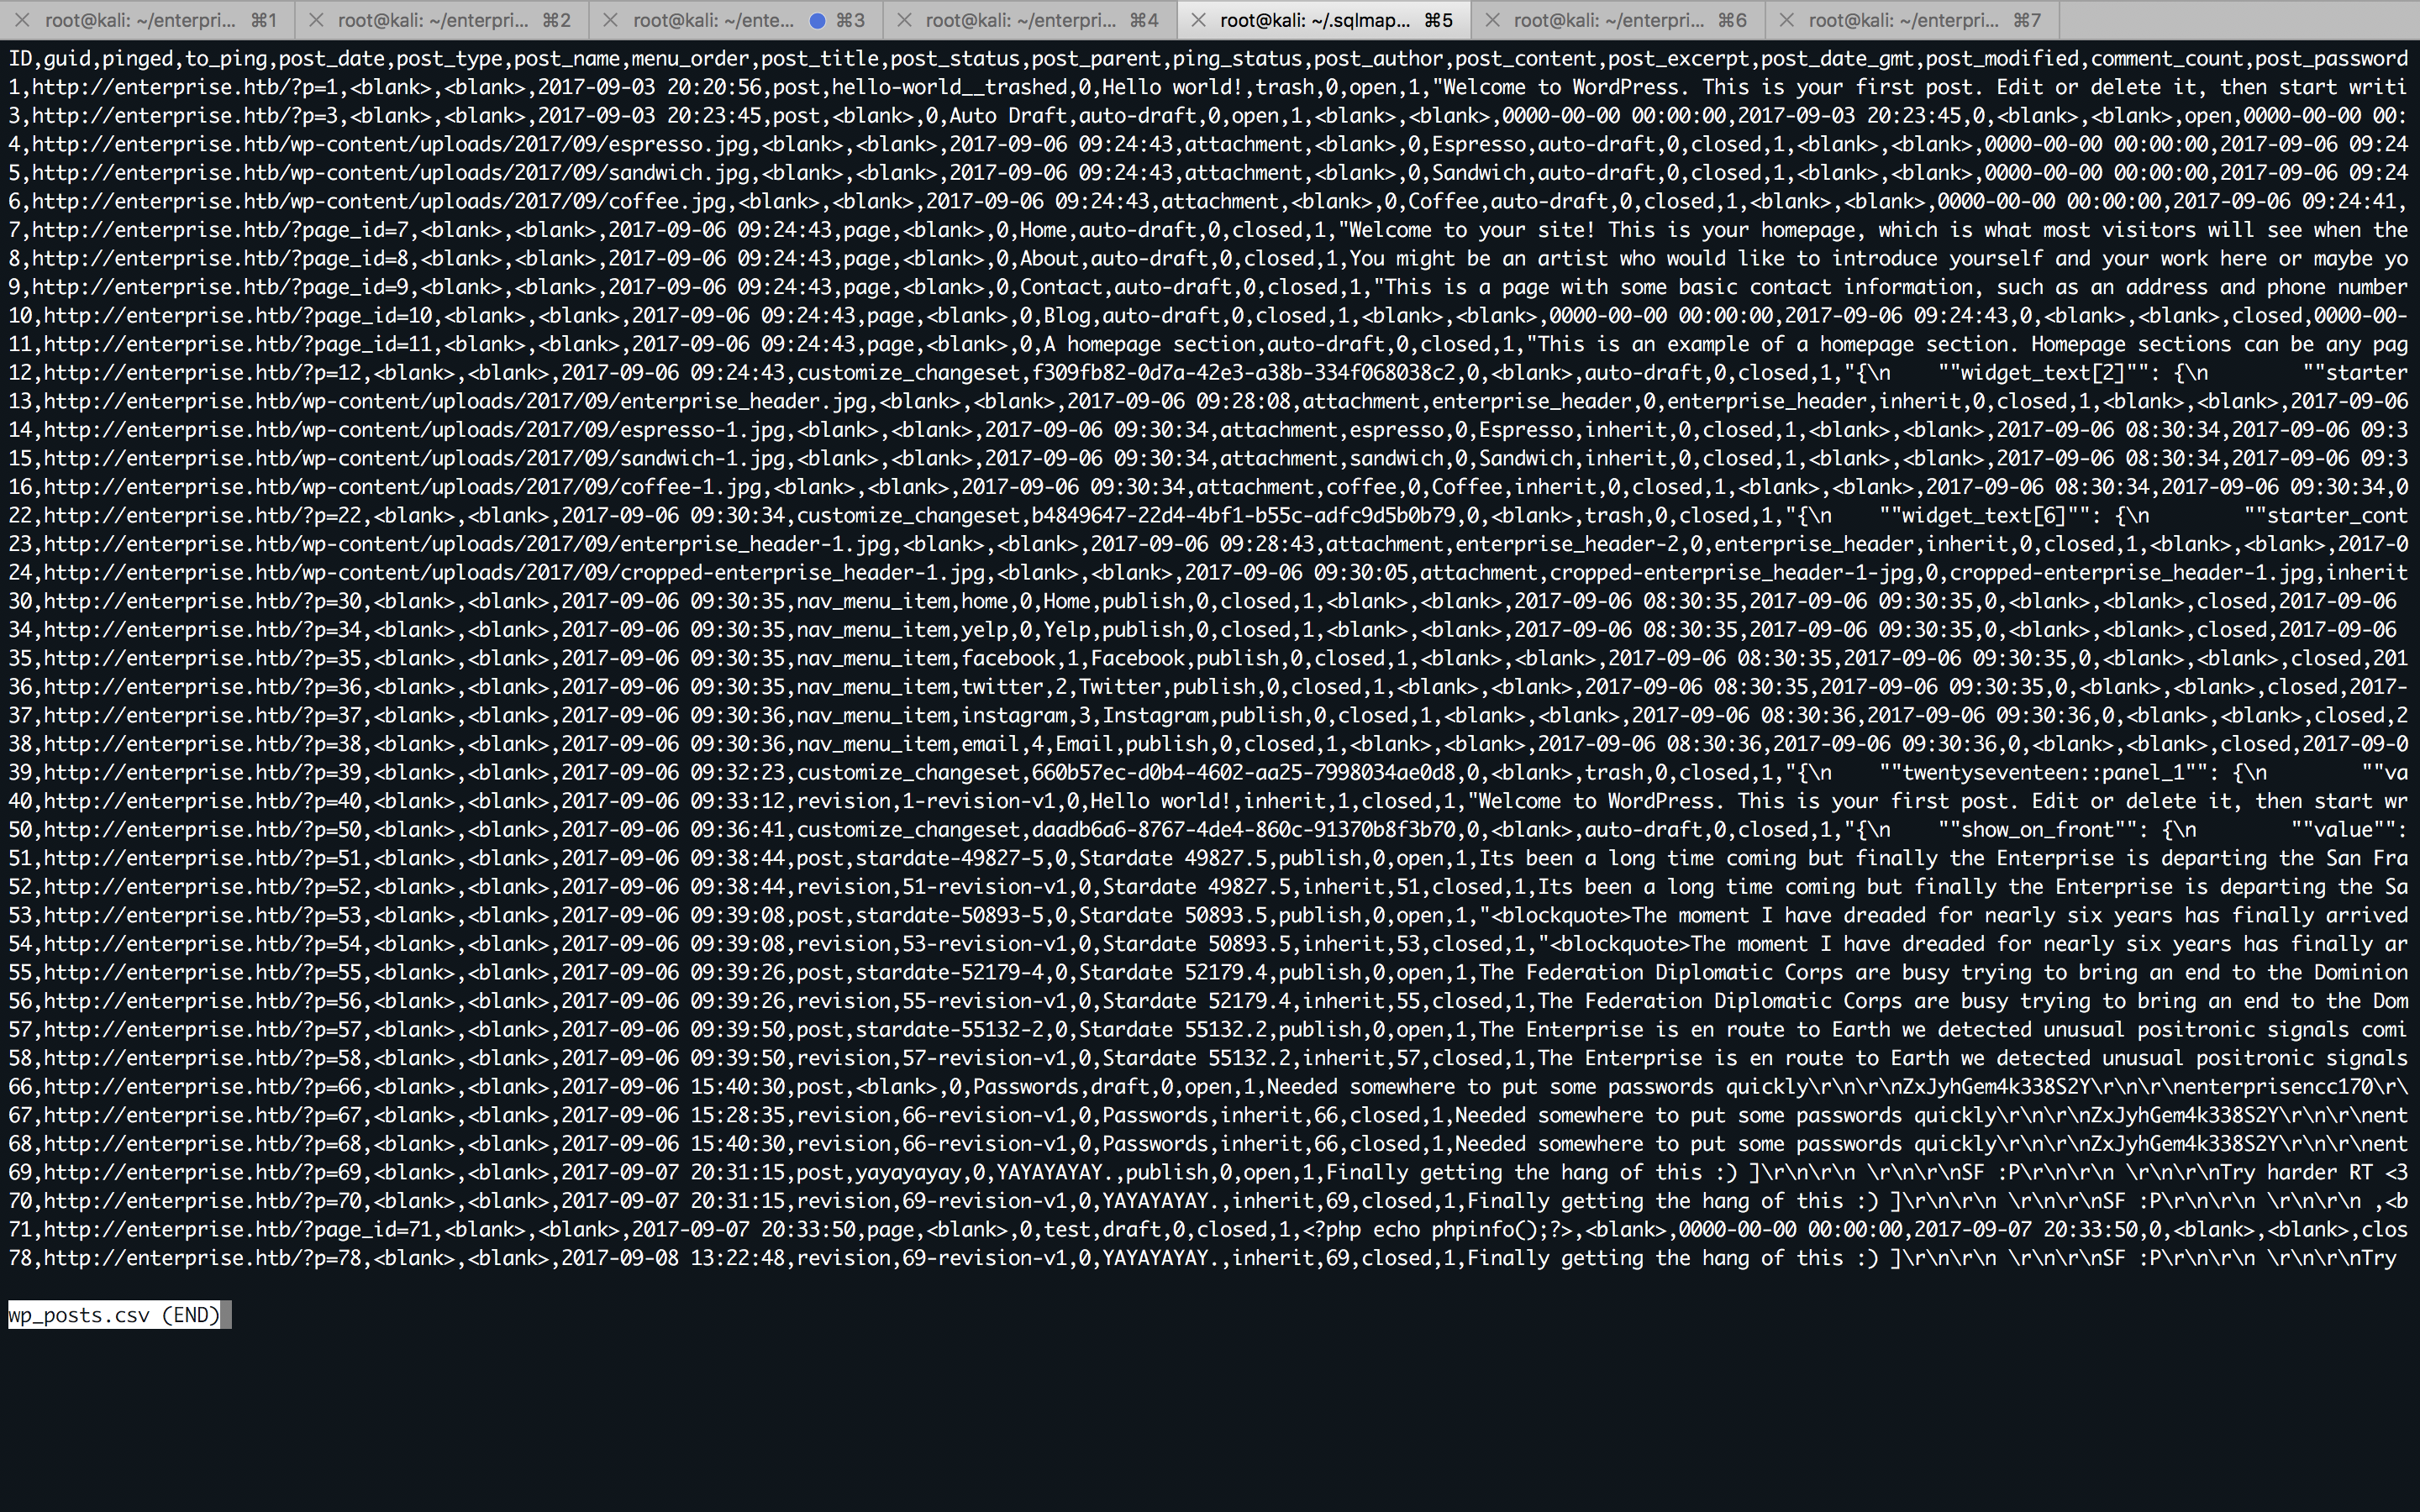 root@kali: ~/enterpri... ⌘1 root@kali: ~/enterpri... ⌘2 root@kali: ~/ente... ⌘3 root@kali: ~/enterpri... ⌘4 root@kali: ~/.sqlmap... ⌘5 root@kali: ~/enterpri... ⌘6 root@kali: ~/enterpri... ⌘7
ID,guid,pinged,to_ping,post_date,post_type,post_name,menu_order,post_title,post_status,post_parent,ping_status,post_author,post_content,post_excerpt,post_date_gmt,post_modified,comment_count,post_password
1,http://enterprise.htb/?p=1,<blank>,<blank>,2017-09-03 20:20:56,post,hello-world__trashed,0,Hello world!,trash,0,open,1,"Welcome to WordPress. This is your first post. Edit or delete it, then start writi
3,http://enterprise.htb/?p=3,<blank>,<blank>,2017-09-03 20:23:45,post,<blank>,0,Auto Draft,auto-draft,0,open,1,<blank>,<blank>,0000-00-00 00:00:00,2017-09-03 20:23:45,0,<blank>,<blank>,open,0000-00-00 00:
4,http://enterprise.htb/wp-content/uploads/2017/09/espresso.jpg,<blank>,<blank>,2017-09-06 09:24:43,attachment,<blank>,0,Espresso,auto-draft,0,closed,1,<blank>,<blank>,0000-00-00 00:00:00,2017-09-06 09:24
5,http://enterprise.htb/wp-content/uploads/2017/09/sandwich.jpg,<blank>,<blank>,2017-09-06 09:24:43,attachment,<blank>,0,Sandwich,auto-draft,0,closed,1,<blank>,<blank>,0000-00-00 00:00:00,2017-09-06 09:24
6,http://enterprise.htb/wp-content/uploads/2017/09/coffee.jpg,<blank>,<blank>,2017-09-06 09:24:43,attachment,<blank>,0,Coffee,auto-draft,0,closed,1,<blank>,<blank>,0000-00-00 00:00:00,2017-09-06 09:24:41,
7,http://enterprise.htb/?page_id=7,<blank>,<blank>,2017-09-06 09:24:43,page,<blank>,0,Home,auto-draft,0,closed,1,"Welcome to your site! This is your homepage, which is what most visitors will see when the
8,http://enterprise.htb/?page_id=8,<blank>,<blank>,2017-09-06 09:24:43,page,<blank>,0,About,auto-draft,0,closed,1,You might be an artist who would like to introduce yourself and your work here or maybe yo
9,http://enterprise.htb/?page_id=9,<blank>,<blank>,2017-09-06 09:24:43,page,<blank>,0,Contact,auto-draft,0,closed,1,"This is a page with some basic contact information, such as an address and phone number
10,http://enterprise.htb/?page_id=10,<blank>,<blank>,2017-09-06 09:24:43,page,<blank>,0,Blog,auto-draft,0,closed,1,<blank>,<blank>,0000-00-00 00:00:00,2017-09-06 09:24:43,0,<blank>,<blank>,closed,0000-00-
11,http://enterprise.htb/?page_id=11,<blank>,<blank>,2017-09-06 09:24:43,page,<blank>,0,A homepage section,auto-draft,0,closed,1,"This is an example of a homepage section. Homepage sections can be any pag
12,http://enterprise.htb/?p=12,<blank>,<blank>,2017-09-06 09:24:43,customize_changeset,f309fb82-0d7a-42e3-a38b-334f068038c2,0,<blank>,auto-draft,0,closed,1,"{\n    ""widget_text[2]"": {\n        ""starter
13,http://enterprise.htb/wp-content/uploads/2017/09/enterprise_header.jpg,<blank>,<blank>,2017-09-06 09:28:08,attachment,enterprise_header,0,enterprise_header,inherit,0,closed,1,<blank>,<blank>,2017-09-06
14,http://enterprise.htb/wp-content/uploads/2017/09/espresso-1.jpg,<blank>,<blank>,2017-09-06 09:30:34,attachment,espresso,0,Espresso,inherit,0,closed,1,<blank>,<blank>,2017-09-06 08:30:34,2017-09-06 09:3
15,http://enterprise.htb/wp-content/uploads/2017/09/sandwich-1.jpg,<blank>,<blank>,2017-09-06 09:30:34,attachment,sandwich,0,Sandwich,inherit,0,closed,1,<blank>,<blank>,2017-09-06 08:30:34,2017-09-06 09:3
16,http://enterprise.htb/wp-content/uploads/2017/09/coffee-1.jpg,<blank>,<blank>,2017-09-06 09:30:34,attachment,coffee,0,Coffee,inherit,0,closed,1,<blank>,<blank>,2017-09-06 08:30:34,2017-09-06 09:30:34,0
22,http://enterprise.htb/?p=22,<blank>,<blank>,2017-09-06 09:30:34,customize_changeset,b4849647-22d4-4bf1-b55c-adfc9d5b0b79,0,<blank>,trash,0,closed,1,"{\n    ""widget_text[6]"": {\n        ""starter_cont
23,http://enterprise.htb/wp-content/uploads/2017/09/enterprise_header-1.jpg,<blank>,<blank>,2017-09-06 09:28:43,attachment,enterprise_header-2,0,enterprise_header,inherit,0,closed,1,<blank>,<blank>,2017-0
24,http://enterprise.htb/wp-content/uploads/2017/09/cropped-enterprise_header-1.jpg,<blank>,<blank>,2017-09-06 09:30:05,attachment,cropped-enterprise_header-1-jpg,0,cropped-enterprise_header-1.jpg,inherit
30,http://enterprise.htb/?p=30,<blank>,<blank>,2017-09-06 09:30:35,nav_menu_item,home,0,Home,publish,0,closed,1,<blank>,<blank>,2017-09-06 08:30:35,2017-09-06 09:30:35,0,<blank>,<blank>,closed,2017-09-06
34,http://enterprise.htb/?p=34,<blank>,<blank>,2017-09-06 09:30:35,nav_menu_item,yelp,0,Yelp,publish,0,closed,1,<blank>,<blank>,2017-09-06 08:30:35,2017-09-06 09:30:35,0,<blank>,<blank>,closed,2017-09-06
35,http://enterprise.htb/?p=35,<blank>,<blank>,2017-09-06 09:30:35,nav_menu_item,facebook,1,Facebook,publish,0,closed,1,<blank>,<blank>,2017-09-06 08:30:35,2017-09-06 09:30:35,0,<blank>,<blank>,closed,201
36,http://enterprise.htb/?p=36,<blank>,<blank>,2017-09-06 09:30:35,nav_menu_item,twitter,2,Twitter,publish,0,closed,1,<blank>,<blank>,2017-09-06 08:30:35,2017-09-06 09:30:35,0,<blank>,<blank>,closed,2017-
37,http://enterprise.htb/?p=37,<blank>,<blank>,2017-09-06 09:30:36,nav_menu_item,instagram,3,Instagram,publish,0,closed,1,<blank>,<blank>,2017-09-06 08:30:36,2017-09-06 09:30:36,0,<blank>,<blank>,closed,2
38,http://enterprise.htb/?p=38,<blank>,<blank>,2017-09-06 09:30:36,nav_menu_item,email,4,Email,publish,0,closed,1,<blank>,<blank>,2017-09-06 08:30:36,2017-09-06 09:30:36,0,<blank>,<blank>,closed,2017-09-0
39,http://enterprise.htb/?p=39,<blank>,<blank>,2017-09-06 09:32:23,customize_changeset,660b57ec-d0b4-4602-aa25-7998034ae0d8,0,<blank>,trash,0,closed,1,"{\n    ""twentyseventeen::panel_1"": {\n        ""va
40,http://enterprise.htb/?p=40,<blank>,<blank>,2017-09-06 09:33:12,revision,1-revision-v1,0,Hello world!,inherit,1,closed,1,"Welcome to WordPress. This is your first post. Edit or delete it, then start wr
50,http://enterprise.htb/?p=50,<blank>,<blank>,2017-09-06 09:36:41,customize_changeset,daadb6a6-8767-4de4-860c-91370b8f3b70,0,<blank>,auto-draft,0,closed,1,"{\n    ""show_on_front"": {\n        ""value"":
51,http://enterprise.htb/?p=51,<blank>,<blank>,2017-09-06 09:38:44,post,stardate-49827-5,0,Stardate 49827.5,publish,0,open,1,Its been a long time coming but finally the Enterprise is departing the San Fra
52,http://enterprise.htb/?p=52,<blank>,<blank>,2017-09-06 09:38:44,revision,51-revision-v1,0,Stardate 49827.5,inherit,51,closed,1,Its been a long time coming but finally the Enterprise is departing the Sa
53,http://enterprise.htb/?p=53,<blank>,<blank>,2017-09-06 09:39:08,post,stardate-50893-5,0,Stardate 50893.5,publish,0,open,1,"<blockquote>The moment I have dreaded for nearly six years has finally arrived
54,http://enterprise.htb/?p=54,<blank>,<blank>,2017-09-06 09:39:08,revision,53-revision-v1,0,Stardate 50893.5,inherit,53,closed,1,"<blockquote>The moment I have dreaded for nearly six years has finally ar
55,http://enterprise.htb/?p=55,<blank>,<blank>,2017-09-06 09:39:26,post,stardate-52179-4,0,Stardate 52179.4,publish,0,open,1,The Federation Diplomatic Corps are busy trying to bring an end to the Dominion
56,http://enterprise.htb/?p=56,<blank>,<blank>,2017-09-06 09:39:26,revision,55-revision-v1,0,Stardate 52179.4,inherit,55,closed,1,The Federation Diplomatic Corps are busy trying to bring an end to the Dom
57,http://enterprise.htb/?p=57,<blank>,<blank>,2017-09-06 09:39:50,post,stardate-55132-2,0,Stardate 55132.2,publish,0,open,1,The Enterprise is en route to Earth we detected unusual positronic signals comi
58,http://enterprise.htb/?p=58,<blank>,<blank>,2017-09-06 09:39:50,revision,57-revision-v1,0,Stardate 55132.2,inherit,57,closed,1,The Enterprise is en route to Earth we detected unusual positronic signals
66,http://enterprise.htb/?p=66,<blank>,<blank>,2017-09-06 15:40:30,post,<blank>,0,Passwords,draft,0,open,1,Needed somewhere to put some passwords quickly\r\n\r\nZxJyhGem4k338S2Y\r\n\r\nenterprisencc170\r\
67,http://enterprise.htb/?p=67,<blank>,<blank>,2017-09-06 15:28:35,revision,66-revision-v1,0,Passwords,inherit,66,closed,1,Needed somewhere to put some passwords quickly\r\n\r\nZxJyhGem4k338S2Y\r\n\r\nent
68,http://enterprise.htb/?p=68,<blank>,<blank>,2017-09-06 15:40:30,revision,66-revision-v1,0,Passwords,inherit,66,closed,1,Needed somewhere to put some passwords quickly\r\n\r\nZxJyhGem4k338S2Y\r\n\r\nent
69,http://enterprise.htb/?p=69,<blank>,<blank>,2017-09-07 20:31:15,post,yayayayay,0,YAYAYAYAY.,publish,0,open,1,Finally getting the hang of this :) ]\r\n\r\n \r\n\r\nSF :P\r\n\r\n \r\n\r\nTry harder RT <3
70,http://enterprise.htb/?p=70,<blank>,<blank>,2017-09-07 20:31:15,revision,69-revision-v1,0,YAYAYAYAY.,inherit,69,closed,1,Finally getting the hang of this :) ]\r\n\r\n \r\n\r\nSF :P\r\n\r\n \r\n\r\n ,<b
71,http://enterprise.htb/?page_id=71,<blank>,<blank>,2017-09-07 20:33:50,page,<blank>,0,test,draft,0,closed,1,<?php echo phpinfo();?>,<blank>,0000-00-00 00:00:00,2017-09-07 20:33:50,0,<blank>,<blank>,clos
78,http://enterprise.htb/?p=78,<blank>,<blank>,2017-09-08 13:22:48,revision,69-revision-v1,0,YAYAYAYAY.,inherit,69,closed,1,Finally getting the hang of this :) ]\r\n\r\n \r\n\r\nSF :P\r\n\r\n \r\n\r\nTry
wp_posts.csv (END)